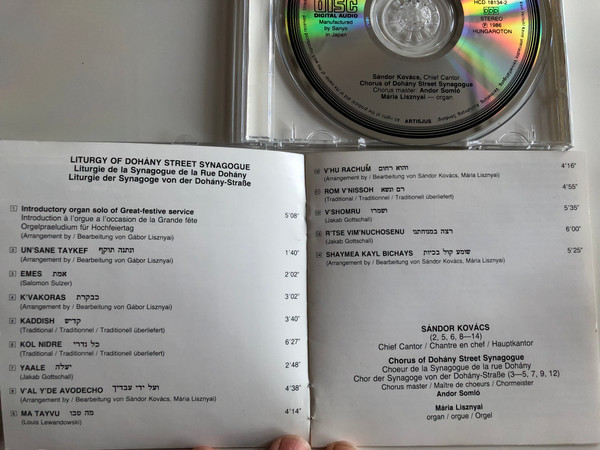 DISC
DIGITAL AUDIO
Manufactured
by Sanyo
in Japan
HCD 18134-2
STEREO
℗ 1986
HUNGAROTON
Sándor Kovács, Chief Cantor
Chorus of Dohány Street Synagogue
Chorus master: Andor Somló
Mária Lisznyai — organ
ARTISJUS
LITURGY OF DOHÁNY STREET SYNAGOGUE
Liturgie de la Synagogue de la Rue Dohány
Liturgie der Synagoge von der Dohány-Straße
1 Introductory organ solo of Great-festive service
Introduction à l'orgue a l'occasion de la Grande fête
Orgelpraeludium für Hochfeiertag 5'08"
(Arrangement by / Bearbeitung von Gábor Lisznyai)
2 UN'SANE TAYKEF ונתנה תוקף 1'40"
(Arrangement by / Bearbeitung von Gábor Lisznyai)
3 EMES אמת 2'02"
(Salomon Sulzer)
4 K'VAKORAS כבקרת 3'02"
(Arrangement by / Bearbeitung von Gábor Lisznyai)
5 KADDISH קדיש 3'40"
(Traditional / Traditionnel / Traditionell überliefert)
6 KOL NIDRE כל נדרי 6'27"
(Traditional / Traditionnel / Traditionell überliefert)
7 YAALE יעלה 2'48"
(Jakab Gottschall)
8 V'AL Y'DE AVODECHO ועל ידי עבדיך 4'38"
(Arrangement by / Bearbeitung von Sándor Kovács, Mária Lisznyai)
9 MA TAYVU מה טבו 4'14"
(Louis Lewandowski)
10 V'HU RACHUM והוא רחום 4'16"
(Arrangement by / Bearbeitung von Sándor Kovács, Mária Lisznyai)
11 ROM V'NISSOH רם ונשא 4'55"
(Traditional / Traditionnel / Traditionell überliefert)
12 V'SHOMRU ושמרו 5'35"
(Jakab Gottschall)
13 R'TSE VIM'NUCHOSENU רצה במנוחתנו 6'00"
(Jakab Gottschall)
14 SHAYMEA KAYL BICHAYS שומע קול בכיות 5'25"
(Arrangement by / Bearbeitung von Sándor Kovács, Mária Lisznyai)
SÁNDOR KOVÁCS
(2, 5, 6, 8—14)
Chief Cantor / Chantre en chef / Hauptkantor
Chorus of Dohány Street Synagogue
Choeur de la Synagogue de la rue Dohány
Chor der Synagoge von der Dohány-Straße (3—5, 7, 9, 12)
Chorus master / Maître de choeurs / Chormeister
Andor Somló
Mária Lisznyai
organ / orgue / Orgel